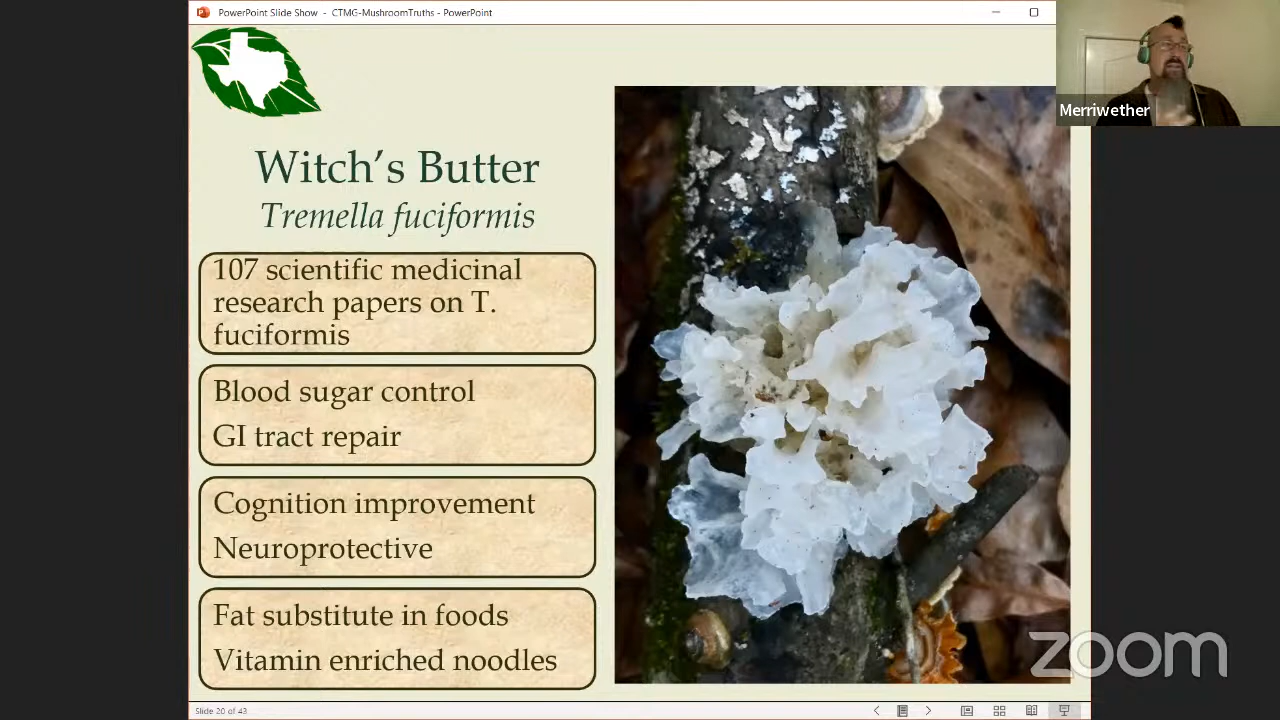 PowerPoint Slide Show - CTMG-MushroomTruths - PowerPoint
Merriwether
Witch's Butter
Tremella fuciformis
107 scientific medicinal
research papers on T.
fuciformis
Blood sugar control
GI tract repair
Cognition improvement
Neuroprotective
Fat substitute in foods
Vitamin enriched noodles
zoom
Slide 20 of 43